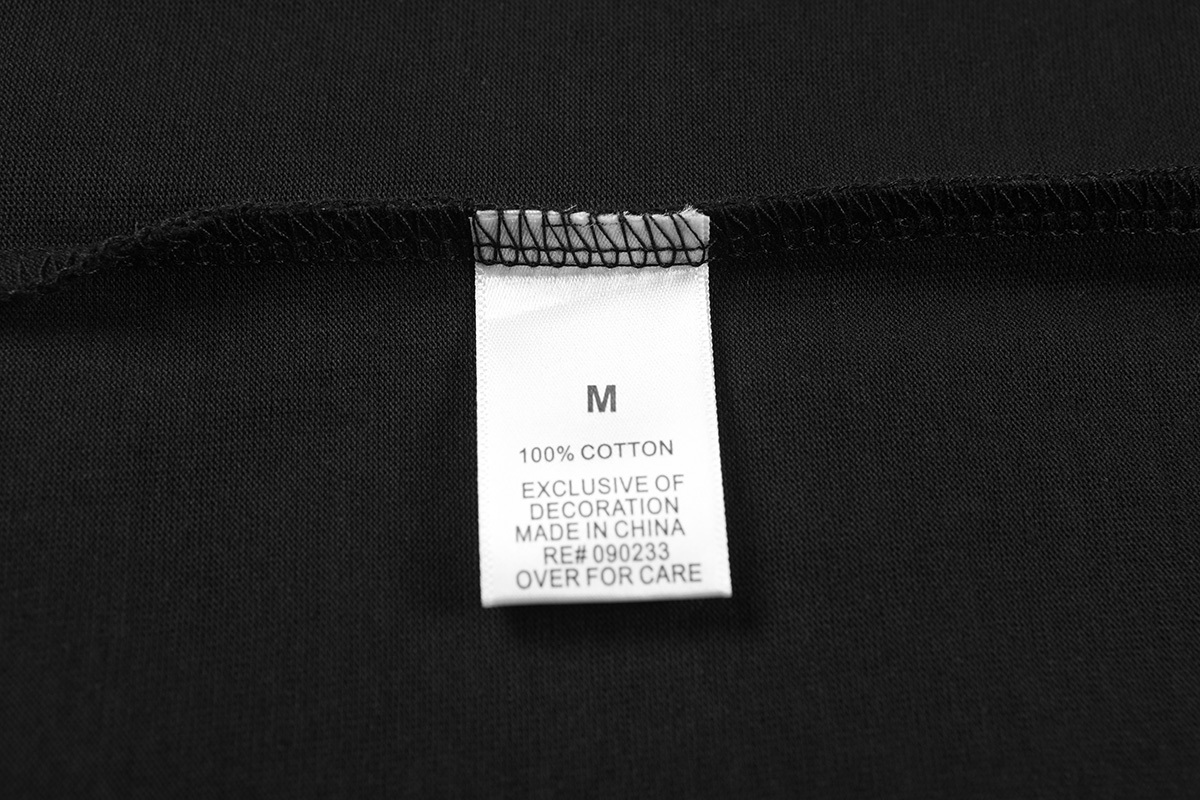 M
100% COTTON
EXCLUSIVE OF
DECORATION
MADE IN CHINA
RE# 090233
OVER FOR CARE